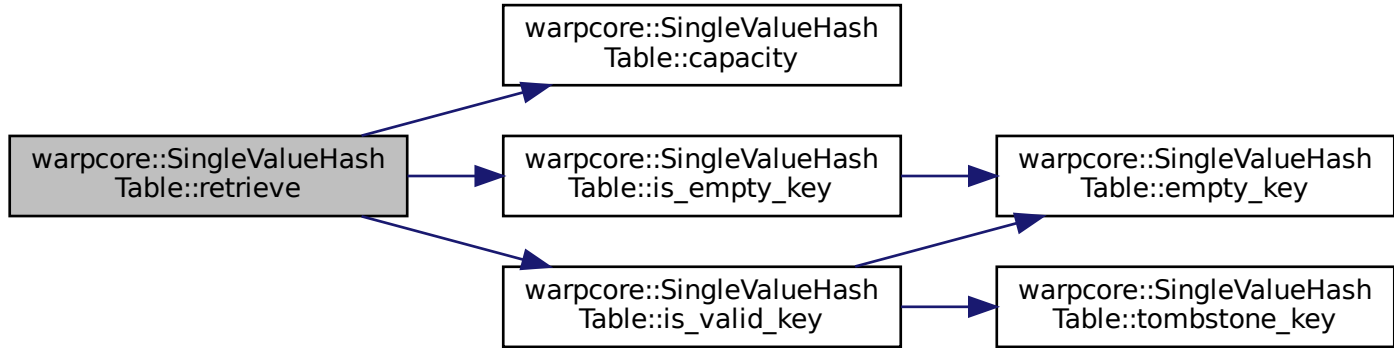 warpcore::SingleValueHash
Table::capacity
warpcore::SingleValueHash
Table::retrieve
warpcore::SingleValueHash
Table::is_empty_key
warpcore::SingleValueHash
Table::empty_key
warpcore::SingleValueHash
Table::is_valid_key
warpcore::SingleValueHash
Table::tombstone_key